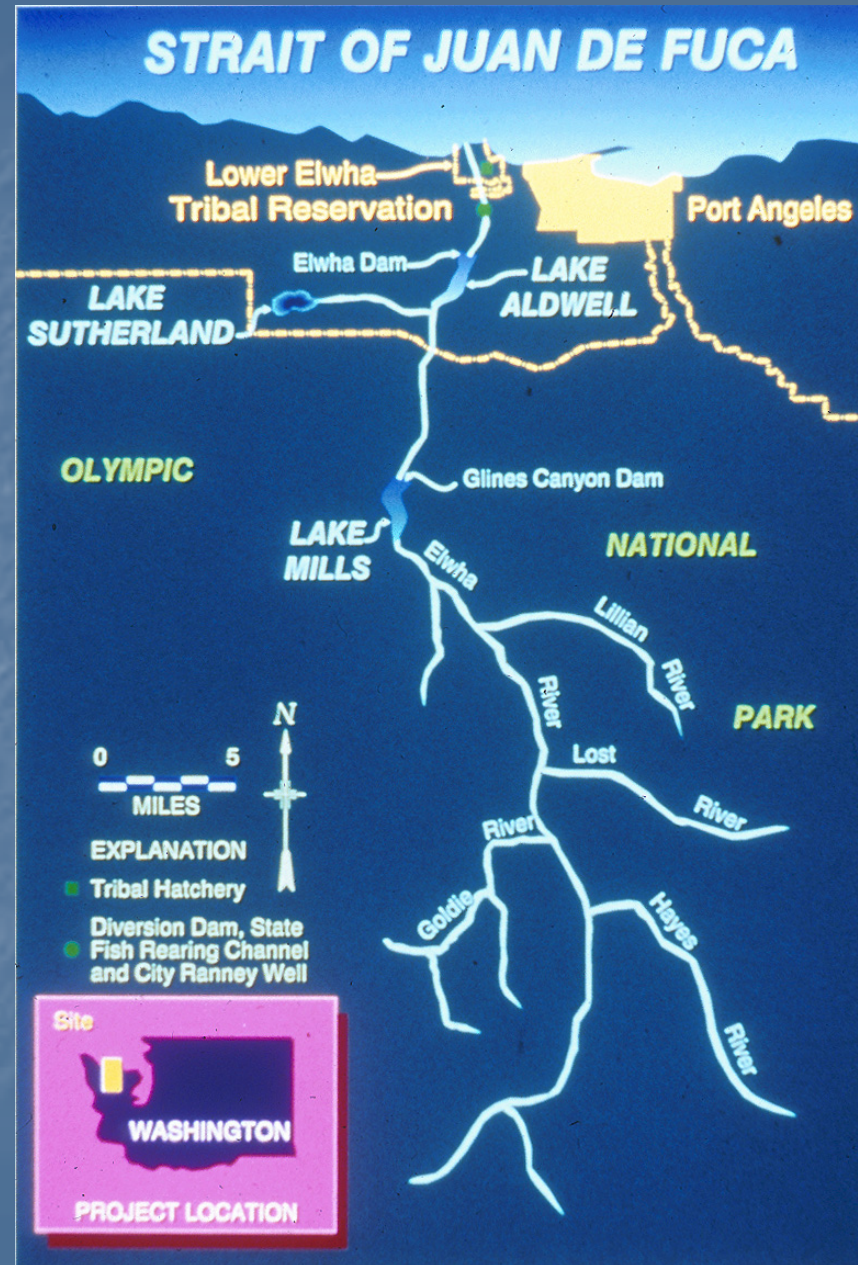 STRAIT OF JUAN DE FUCA
Lower Elwha
Tribal Reservation
Port Angeles
Elwha Dam
LAKE
ALDWELL
LAKE
SUTHERLAND
OLYMPIC
Glines Canyon Dam
LAKE
MILLS
NATIONAL
Elwha
River
Lillian
River
PARK
N
0 5
MILES
Lost
River
River
Goldie
Hayes
River
EXPLANATION
Tribal Hatchery
Diversion Dam, State
Fish Rearing Channel
and City Ranney Well
Site
WASHINGTON
PROJECT LOCATION